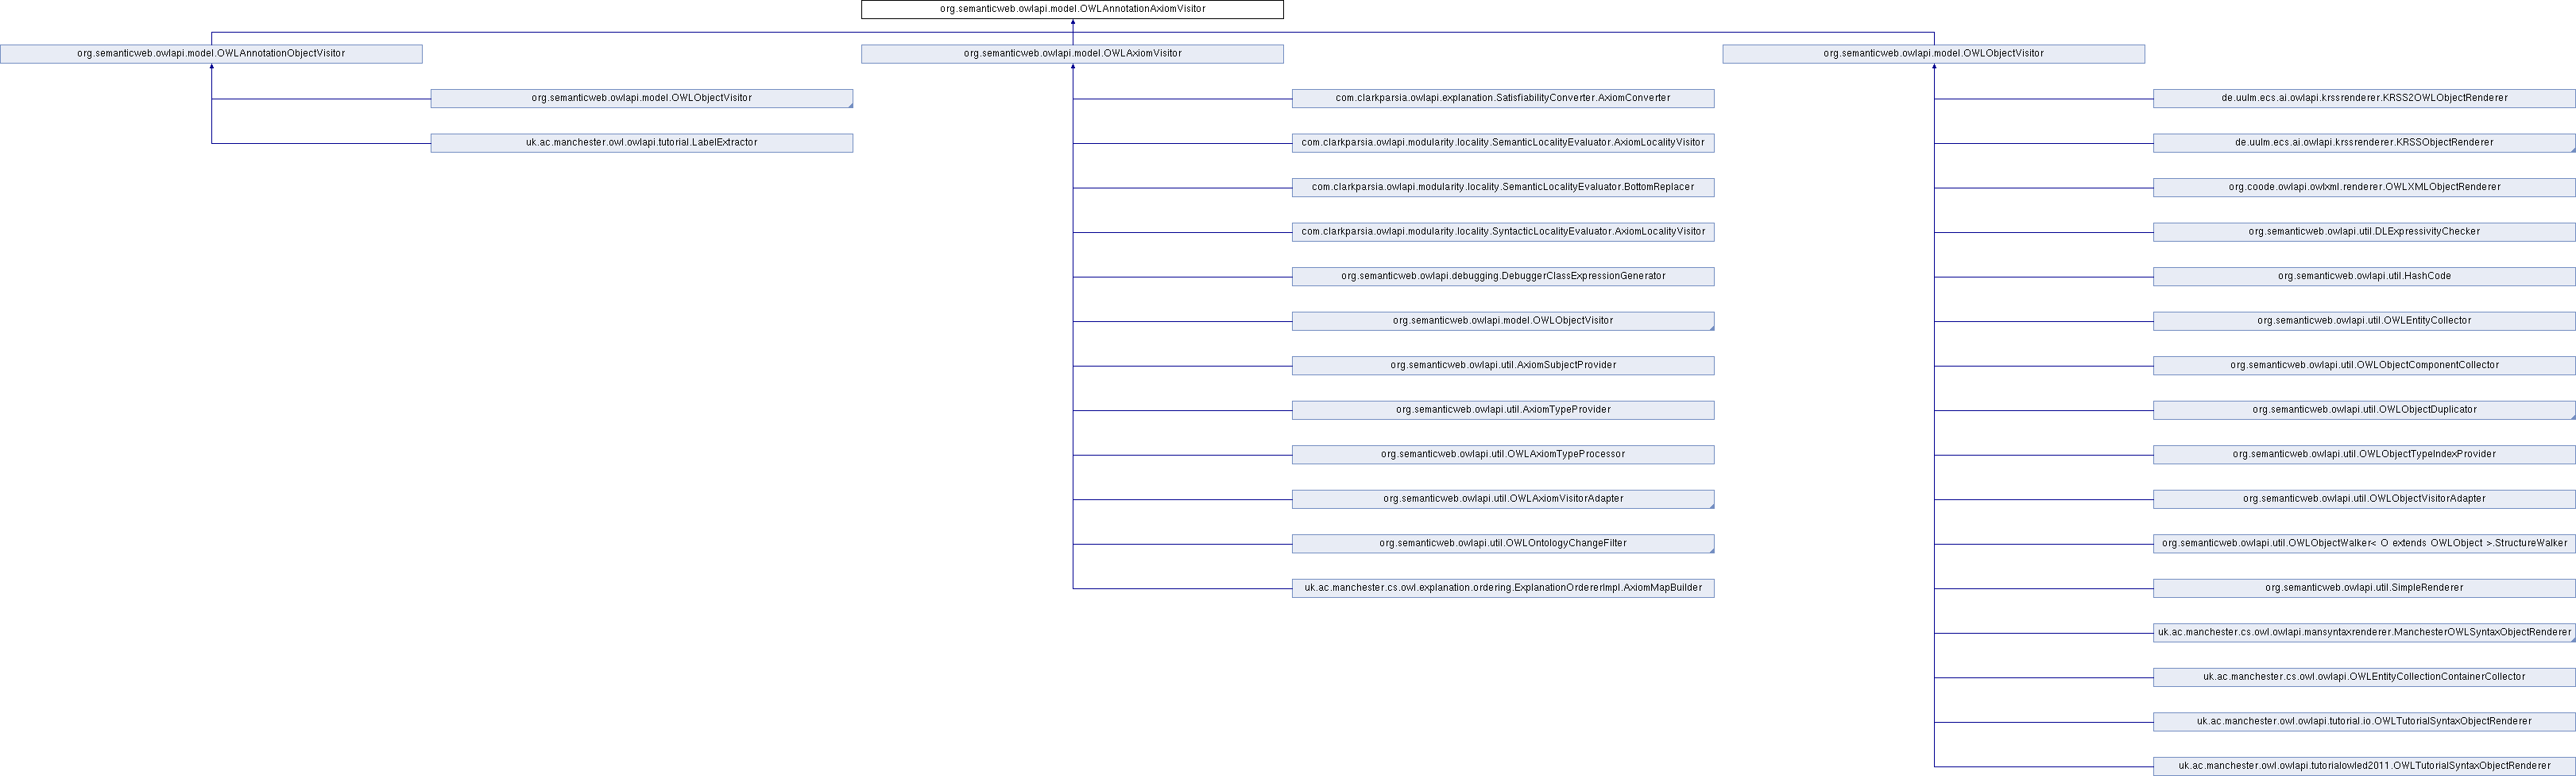 org.semanticweb.owlapi.model.OWLAnnotationAxiomVisitor
org.semanticweb.owlapi.model.OWLAnnotationObjectVisitor
org.semanticweb.owlapi.model.OWLAxiomVisitor
org.semanticweb.owlapi.model.OWLObjectVisitor
org.semanticweb.owlapi.model.OWLObjectVisitor
uk.ac.manchester.owl.owlapi.tutorial.LabelExtractor
com.clarkparsia.owlapi.explanation.SatisfiabilityConverter.AxiomConverter
com.clarkparsia.owlapi.modularity.locality.SemanticLocalityEvaluator.AxiomLocalityVisitor
com.clarkparsia.owlapi.modularity.locality.SemanticLocalityEvaluator.BottomReplacer
com.clarkparsia.owlapi.modularity.locality.SyntacticLocalityEvaluator.AxiomLocalityVisitor
org.semanticweb.owlapi.debugging.DebuggerClassExpressionGenerator
org.semanticweb.owlapi.model.OWLObjectVisitor
org.semanticweb.owlapi.util.AxiomSubjectProvider
org.semanticweb.owlapi.util.AxiomTypeProvider
org.semanticweb.owlapi.util.OWLAxiomTypeProcessor
org.semanticweb.owlapi.util.OWLAxiomVisitorAdapter
org.semanticweb.owlapi.util.OWLOntologyChangeFilter
uk.ac.manchester.cs.owl.explanation.ordering.ExplanationOrdererImpl.AxiomMapBuilder
de.uulm.ecs.ai.owlapi.krssrenderer.KRSS2OWLObjectRenderer
de.uulm.ecs.ai.owlapi.krssrenderer.KRSSObjectRenderer
org.coode.owlapi.owlxml.renderer.OWLXMLObjectRenderer
org.semanticweb.owlapi.util.DLExpressivityChecker
org.semanticweb.owlapi.util.HashCode
org.semanticweb.owlapi.util.OWLEntityCollector
org.semanticweb.owlapi.util.OWLObjectComponentCollector
org.semanticweb.owlapi.util.OWLObjectDuplicator
org.semanticweb.owlapi.util.OWLObjectTypeIndexProvider
org.semanticweb.owlapi.util.OWLObjectVisitorAdapter
org.semanticweb.owlapi.util.OWLObjectWalker< O extends OWLObject >.StructureWalker
org.semanticweb.owlapi.util.SimpleRenderer
uk.ac.manchester.cs.owl.owlapi.mansyntaxrenderer.ManchesterOWLSyntaxObjectRenderer
uk.ac.manchester.cs.owl.owlapi.OWLEntityCollectionContainerCollector
uk.ac.manchester.owl.owlapi.tutorial.io.OWLTutorialSyntaxObjectRenderer
uk.ac.manchester.owl.owlapi.tutorialowled2011.OWLTutorialSyntaxObjectRenderer